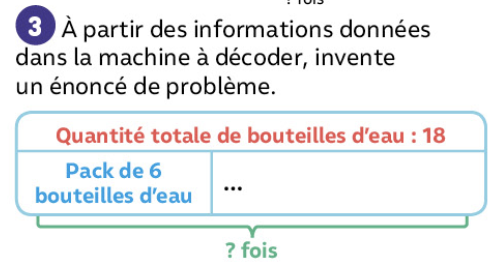 ? fois
3 À partir des informations données
dans la machine à décoder, invente
un énoncé de problème.
Quantité totale de bouteilles d'eau : 18
Pack de 6
bouteilles d'eau
...
? fois